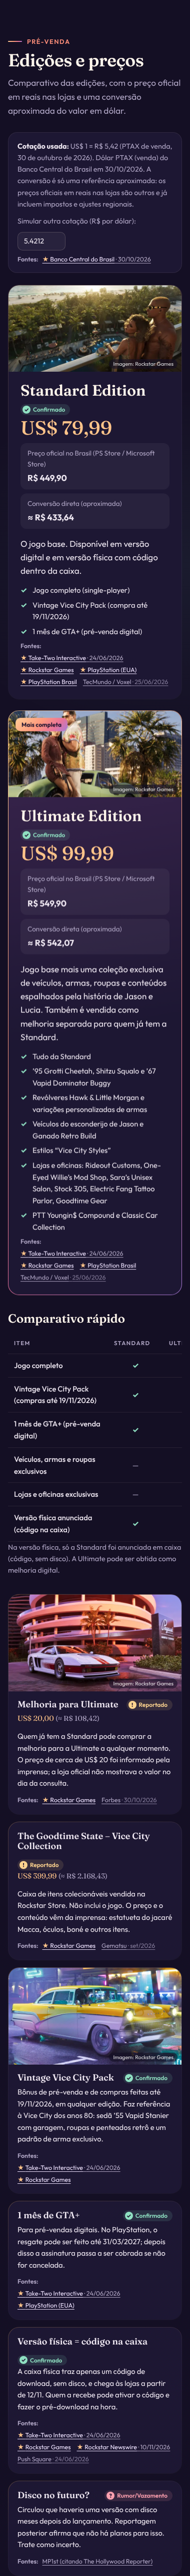 PRÉ-VENDA
Edições e preços
Comparativo das edições, com o preço oficial
em reais nas lojas e uma conversão
aproximada do valor em dólar.
Cotação usada: US$ 1 = R$ 5,42 (PTAX de venda,
30 de outubro de 2026). Dólar PTAX (venda) do
Banco Central do Brasil em 30/10/2026. A
conversão é só uma referência aproximada: os
preços oficiais em reais nas lojas são outros e já
incluem impostos e ajustes regionais.
Simular outra cotação (R$ por dólar):
5,4212
Fontes: ★ Banco Central do Brasil · 30/10/2026
Imagem: Rockstar Games
Standard Edition
Confirmado
US$ 79,99
Preço oficial no Brasil (PS Store / Microsoft
Store)
R$ 449,90
Conversão direta (aproximada)
≈ R$ 433,64
O jogo base. Disponível em versão
digital e em versão física com código
dentro da caixa.
✓ Jogo completo (single-player)
✓ Vintage Vice City Pack (compra até
19/11/2026)
✓ 1 mês de GTA+ (pré-venda digital)
Fontes:
★ Take-Two Interactive · 24/06/2026
★ Rockstar Games ★ PlayStation (EUA)
★ PlayStation Brasil TecMundo / Voxel · 25/06/2026
Mais completa
Imagem: Rockstar Games
Ultimate Edition
Confirmado
US$ 99,99
Preço oficial no Brasil (PS Store / Microsoft
Store)
R$ 549,90
Conversão direta (aproximada)
≈ R$ 542,07
Jogo base mais uma coleção exclusiva
de veículos, armas, roupas e conteúdos
espalhados pela história de Jason e
Lucia. Também é vendida como
melhoria separada para quem já tem a
Standard.
✓ Tudo da Standard
✓ '95 Grotti Cheetah, Shitzu Squalo e '67
Vapid Dominator Buggy
✓ Revólveres Hawk & Little Morgan e
variações personalizadas de armas
✓ Veículos do esconderijo de Jason e
Ganado Retro Build
✓ Estilos “Vice City Styles”
✓ Lojas e oficinas: Rideout Customs, One-
Eyed Willie's Mod Shop, Sara's Unisex
Salon, Stock 305, Electric Fang Tattoo
Parlor, Goodtime Gear
✓ PTT Youngin$ Compound e Classic Car
Collection
Fontes:
★ Take-Two Interactive · 24/06/2026
★ Rockstar Games ★ PlayStation Brasil
TecMundo / Voxel · 25/06/2026
Comparativo rápido
ITEM STANDARD ULT
Jogo completo ✓
Vintage Vice City Pack
(compras até 19/11/2026) ✓
1 mês de GTA+ (pré-venda
digital) ✓
Veículos, armas e roupas
exclusivos —
Lojas e oficinas exclusivas —
Versão física anunciada
(código na caixa) ✓
Na versão física, só a Standard foi anunciada em caixa
(código, sem disco). A Ultimate pode ser obtida como
melhoria digital.
Imagem: Rockstar Games
Melhoria para Ultimate Reportado
US$ 20,00 (≈ R$ 108,42)
Quem já tem a Standard pode comprar a
melhoria para a Ultimate a qualquer momento.
O preço de cerca de US$ 20 foi informado pela
imprensa; a loja oficial não mostrava o valor no
dia da consulta.
Fontes: ★ Rockstar Games Forbes · 30/10/2026
The Goodtime State – Vice City
Collection
Reportado
US$ 399,99 (≈ R$ 2.168,43)
Caixa de itens colecionáveis vendida na
Rockstar Store. Não inclui o jogo. O preço e o
conteúdo vêm da imprensa: estatueta do jacaré
Macca, óculos, boné e outros itens.
Fontes: ★ Rockstar Games Gematsu · set/2026
Imagem: Rockstar Games
Vintage Vice City Pack Confirmado
Bônus de pré-venda e de compras feitas até
19/11/2026, em qualquer edição. Faz referência
à Vice City dos anos 80: sedã '55 Vapid Stanier
com garagem, roupas e penteados retrô e um
padrão de arma exclusivo.
Fontes:
★ Take-Two Interactive · 24/06/2026
★ Rockstar Games
1 mês de GTA+ Confirmado
Para pré-vendas digitais. No PlayStation, o
resgate pode ser feito até 31/03/2027; depois
disso a assinatura passa a ser cobrada se não
for cancelada.
Fontes:
★ Take-Two Interactive · 24/06/2026
★ PlayStation (EUA)
Versão física = código na caixa
Confirmado
A caixa física traz apenas um código de
download, sem disco, e chega às lojas a partir
de 12/11. Quem a recebe pode ativar o código e
fazer o pré-download na hora.
Fontes:
★ Take-Two Interactive · 24/06/2026
★ Rockstar Games ★ Rockstar Newswire · 10/11/2026
Push Square · 24/06/2026
Disco no futuro? Rumor/Vazamento
Circulou que haveria uma versão com disco
meses depois do lançamento. Reportagem
posterior afirma que não há planos para isso.
Trate como incerto.
Fontes: MP1st (citando The Hollywood Reporter)